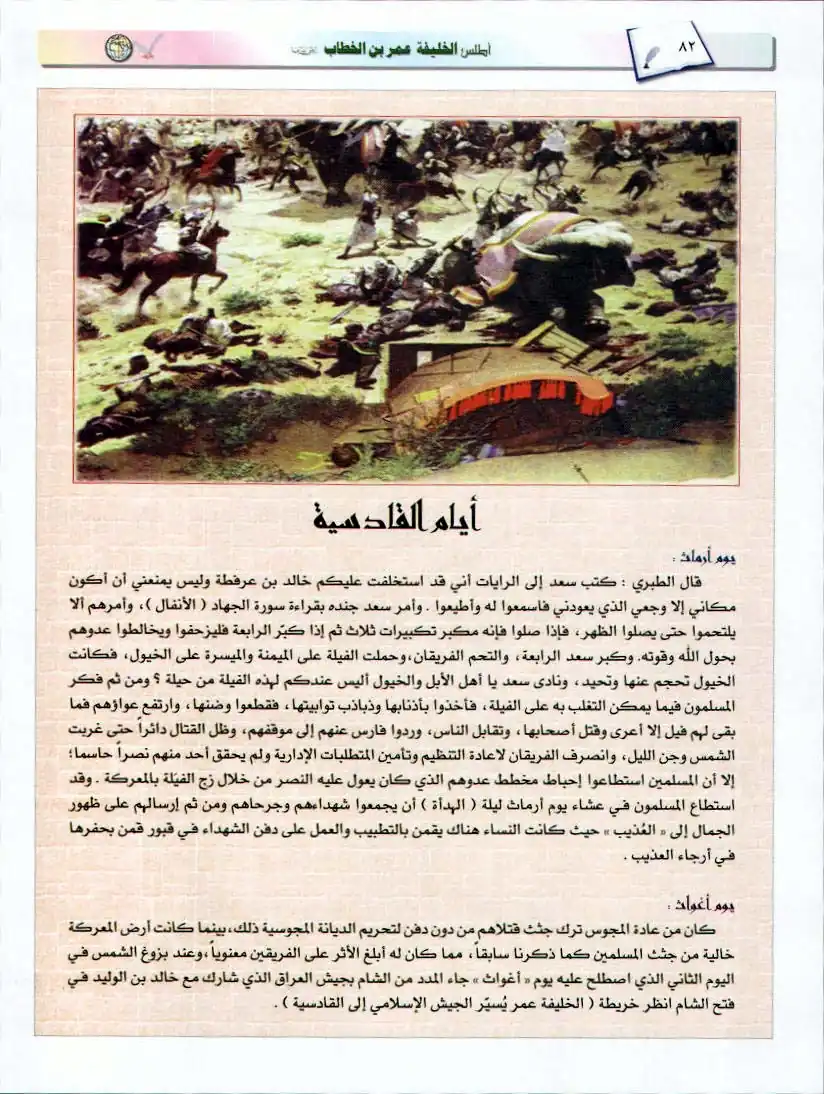 ٨٢
أطلس الخليفة عمر بن الخطاب
أيام القادسية
يوم أرماث :
قال الطبري : كتب سعد إلى الرايات أني قد استخلفت عليكم خالد بن عرفطة وليس يمنعني أن أكون
مكاني إلا وجعي الذي يعودني فاسمعوا له وأطيعوا . وأمر سعد جنده بقراءة سورة الجهاد ( الأنفال ) ، وأمرهم ألا
يلتحموا حتى يصلوا الظهر ، فإذا صلوا فإنه مكبر تكبيرات ثلاث ثم إذا كبّر الرابعة فليزحفوا ويخالطوا عدوهم
بحول الله وقوته. وكبر سعد الرابعة ، والتحم الفريقان،وحملت الفيلة على الميمنة والميسرة على الخيول، فكانت
الخيول تحجم عنها وتحيد ، ونادى سعد يا أهل الأبل والخيول أليس عندكم لهذه الفيلة من حيلة ؟ ومن ثم فكر
المسلمون فيما يمكن التغلب به على الفيلة ، فأخذوا بأذنابها وذباذب توابيتها ، فقطعوا وضنها ، وارتفع عواؤهم فما
بقى لهم فيل إلا أعرى وقتل أصحابها ، وتقابل الناس، وردوا فارس عنهم إلى موقفهم، وظل القتال دائراً حتى غربت
الشمس وجن الليل، وانصرف الفريقان لاعادة التنظيم وتأمين المتطلبات الإدارية ولم يحقق أحد منهم نصراً حاسما؛
إلا أن المسلمين استطاعوا إحباط مخطط عدوهم الذي كان يعول عليه النصر من خلال زج الفيَلة بالمعركة . وقد
استطاع المسلمون في عشاء يوم أرماث ليلة ( الهدأة ) أن يجمعوا شهداءهم وجرحاهم ومن ثم إرسالهم على ظهور
الجمال إلى « العُذيب » حيث كانت النساء هناك يقمن بالتطبيب والعمل على دفن الشهداء في قبور قمن بحفرها
في أرجاء العذيب .
يوم أغواث :
كان من عادة المجوس ترك جثث قتلاهم من دون دفن لتحريم الديانة المجوسية ذلك،بينما كانت أرض المعركة
خالية من جثث المسلمين كما ذكرنا سابقاً، مما كان له أبلغ الأثر على الفريقين معنوياً،وعند بزوغ الشمس في
اليوم الثاني الذي اصطلح عليه يوم « أغواث » جاء المدد من الشام بجيش العراق الذي شارك مع خالد بن الوليد في
فتح الشام انظر خريطة ( الخليفة عمر يُسيّر الجيش الإسلامي إلى القادسية ) .